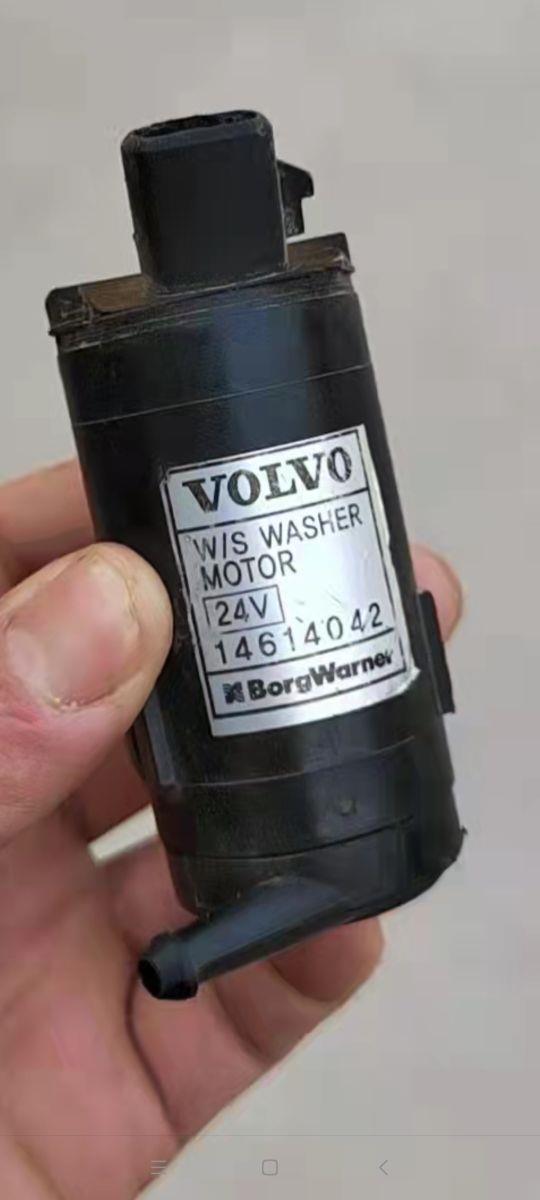 VOLVO
W/S WASHER
MOTOR
24V
14614042
BorgWarner